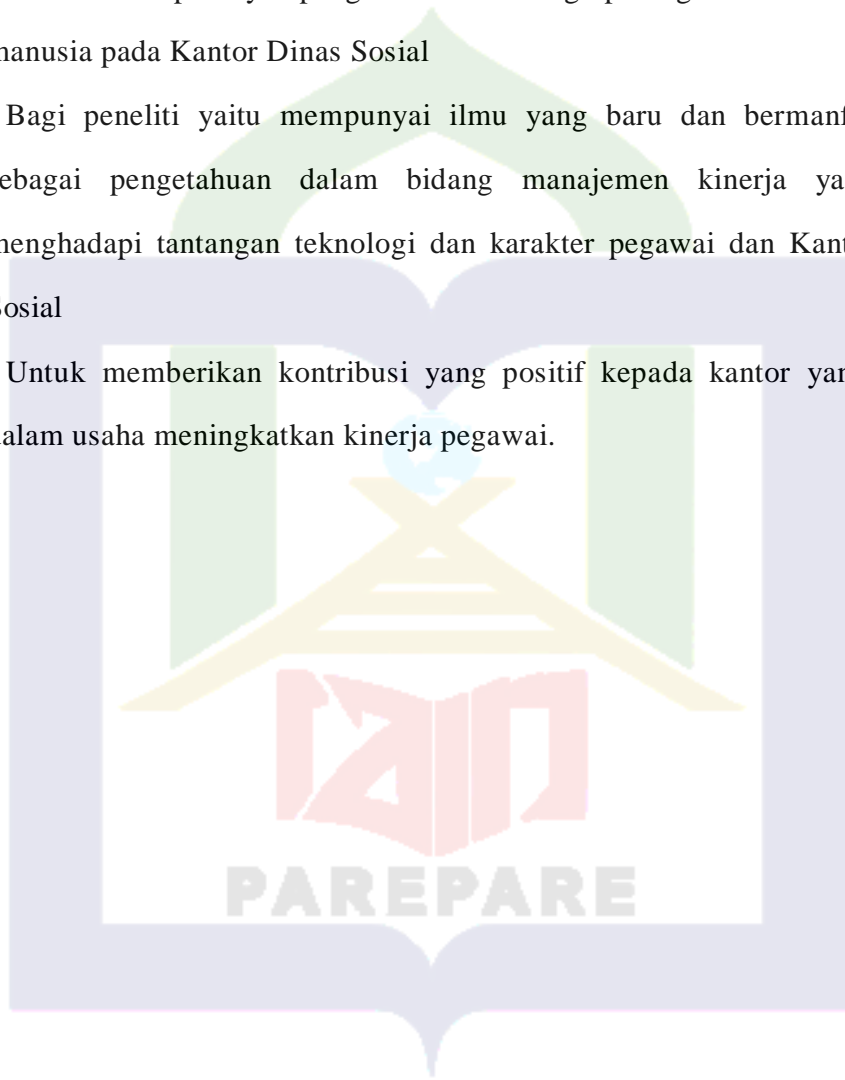 manusia pada Kantor Dinas Sosial
Bagi peneliti yaitu mempunyai ilmu yang baru dan bermanf
sebagai pengetahuan dalam bidang manajemen kinerja ya
menghadapi tantangan teknologi dan karakter pegawai dan Kant
Sosial
Untuk memberikan kontribusi yang positif kepada kantor yan
dalam usaha meningkatkan kinerja pegawai.
iain
PAREPARE